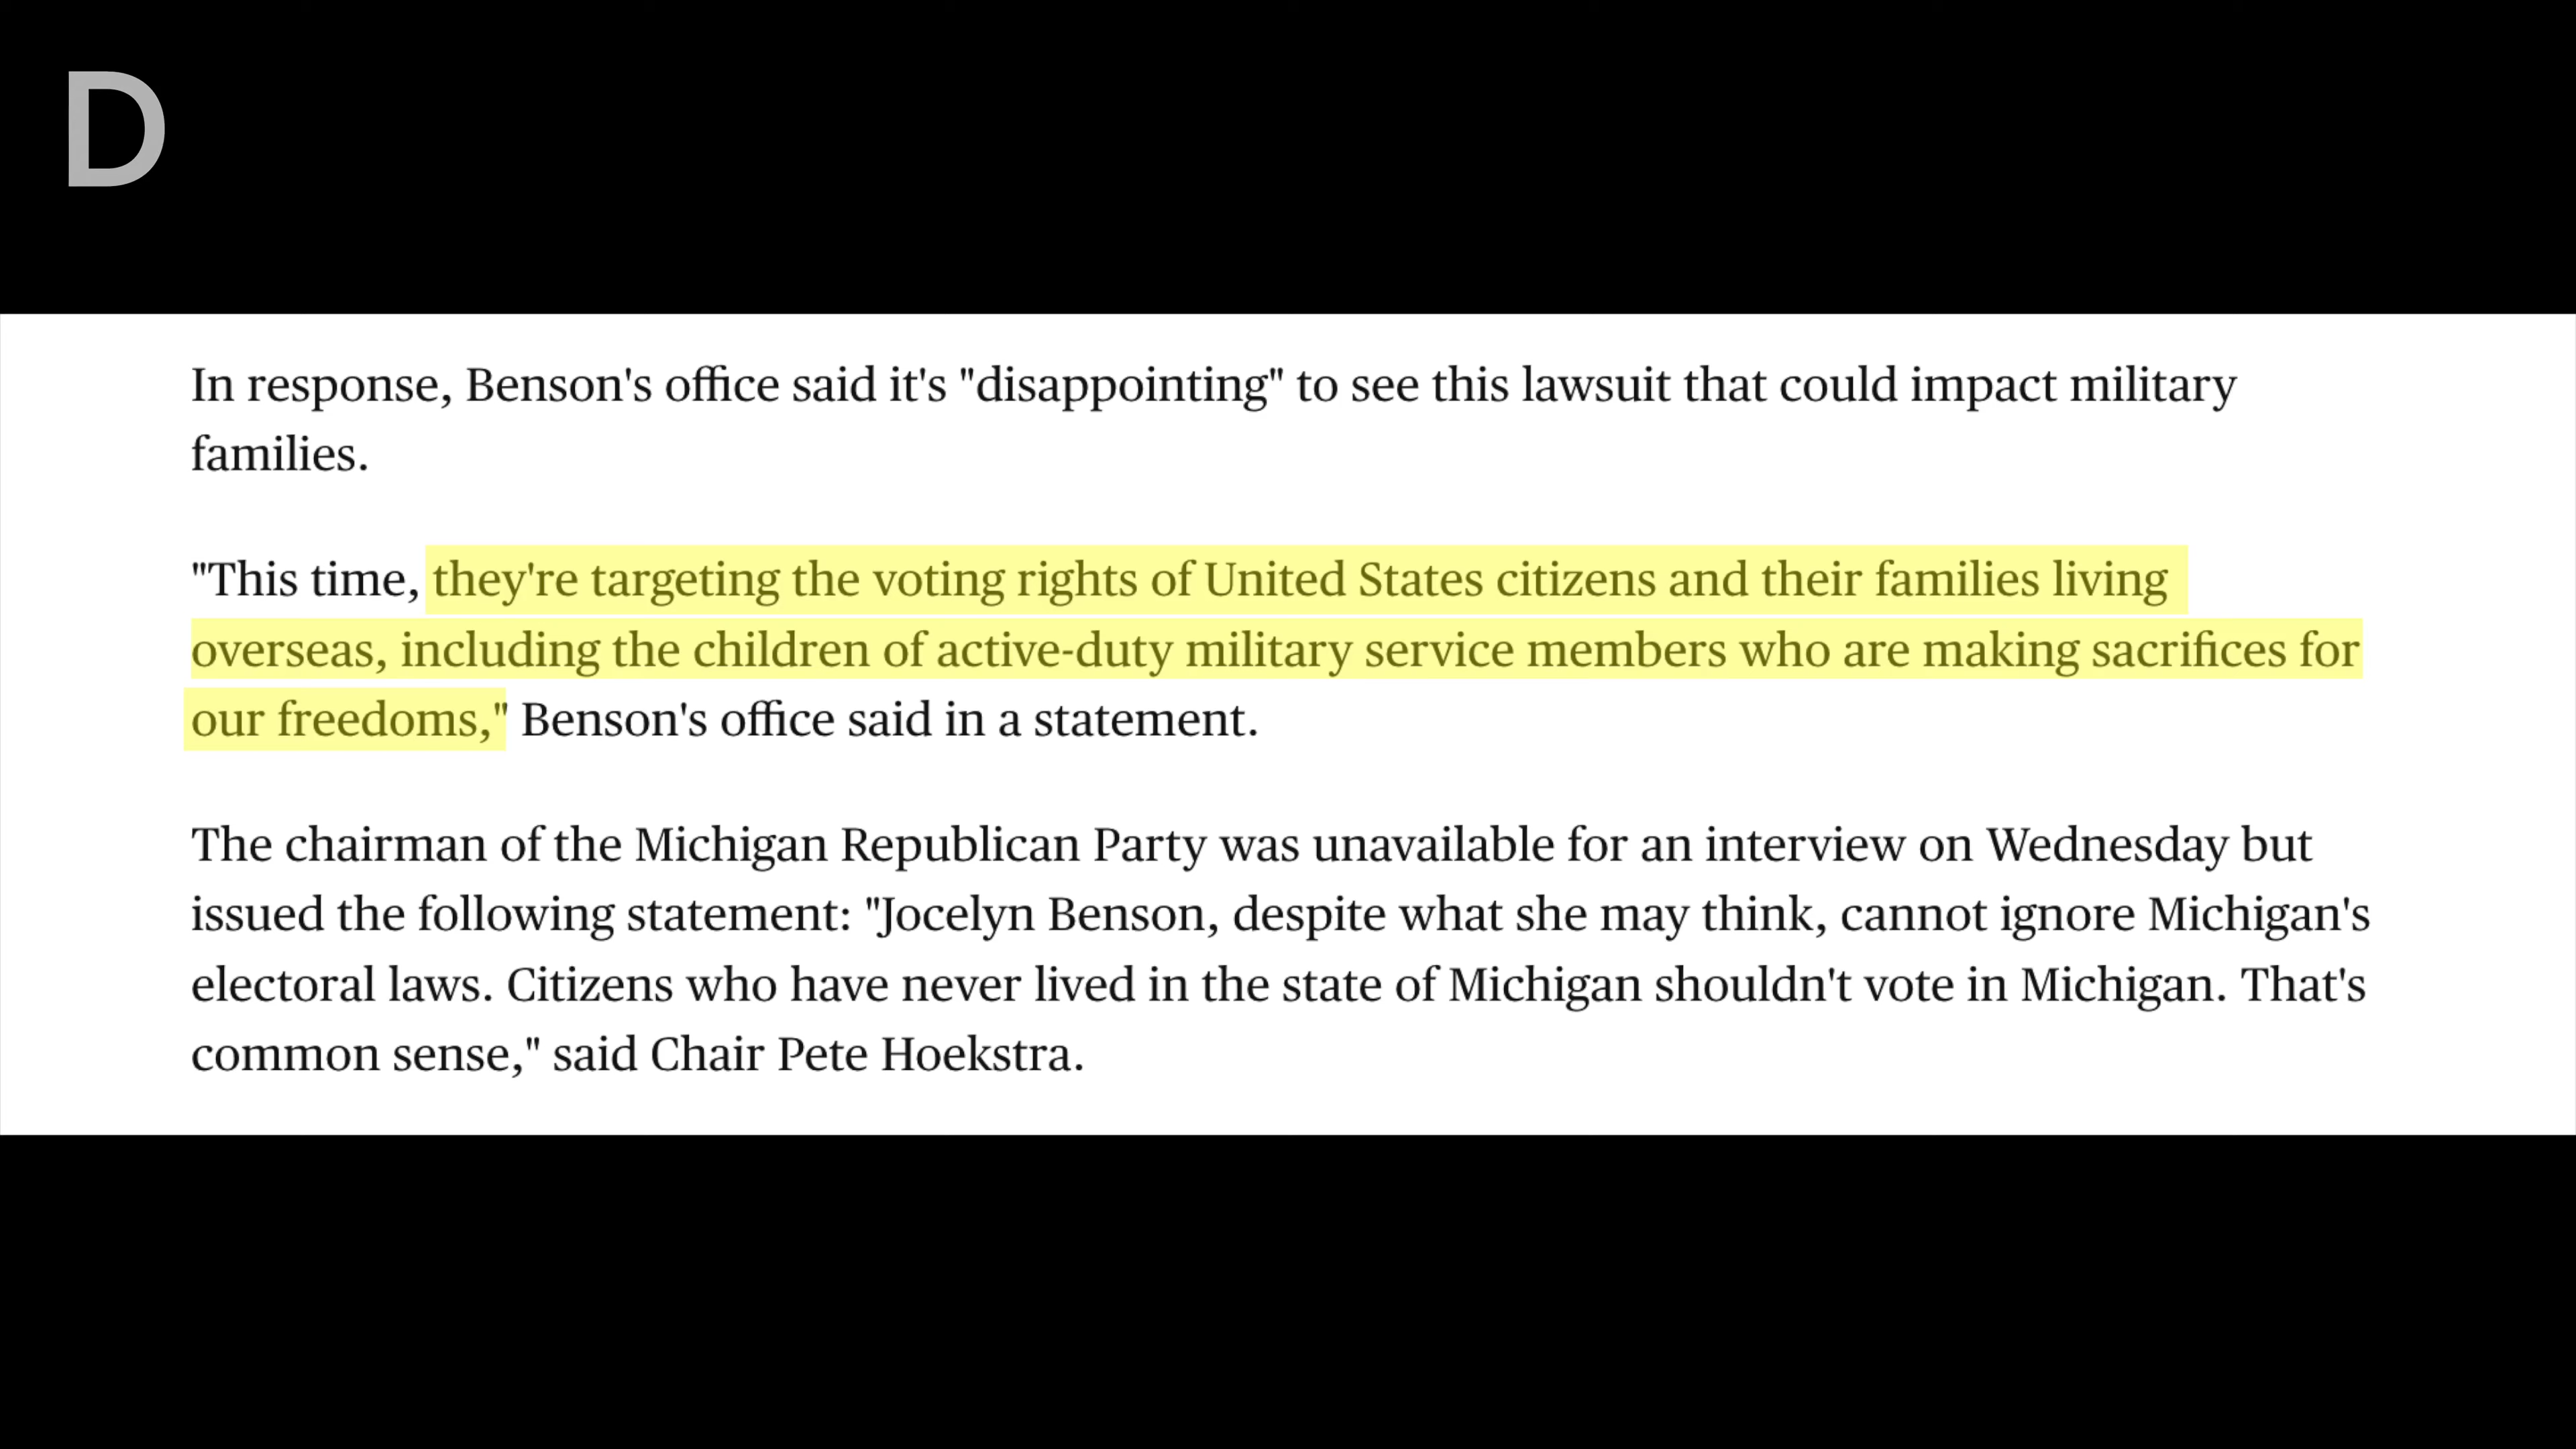 D
In response, Benson's office said it's "disappointing" to see this lawsuit that could impact military
families.
"This time, they're targeting the voting rights of United States citizens and their families living
overseas, including the children of active-duty military service members who are making sacrifices for
our freedoms," Benson's office said in a statement.
The chairman of the Michigan Republican Party was unavailable for an interview on Wednesday but
issued the following statement: "Jocelyn Benson, despite what she may think, cannot ignore Michigan's
electoral laws. Citizens who have never lived in the state of Michigan shouldn't vote in Michigan. That's
common sense," said Chair Pete Hoekstra.